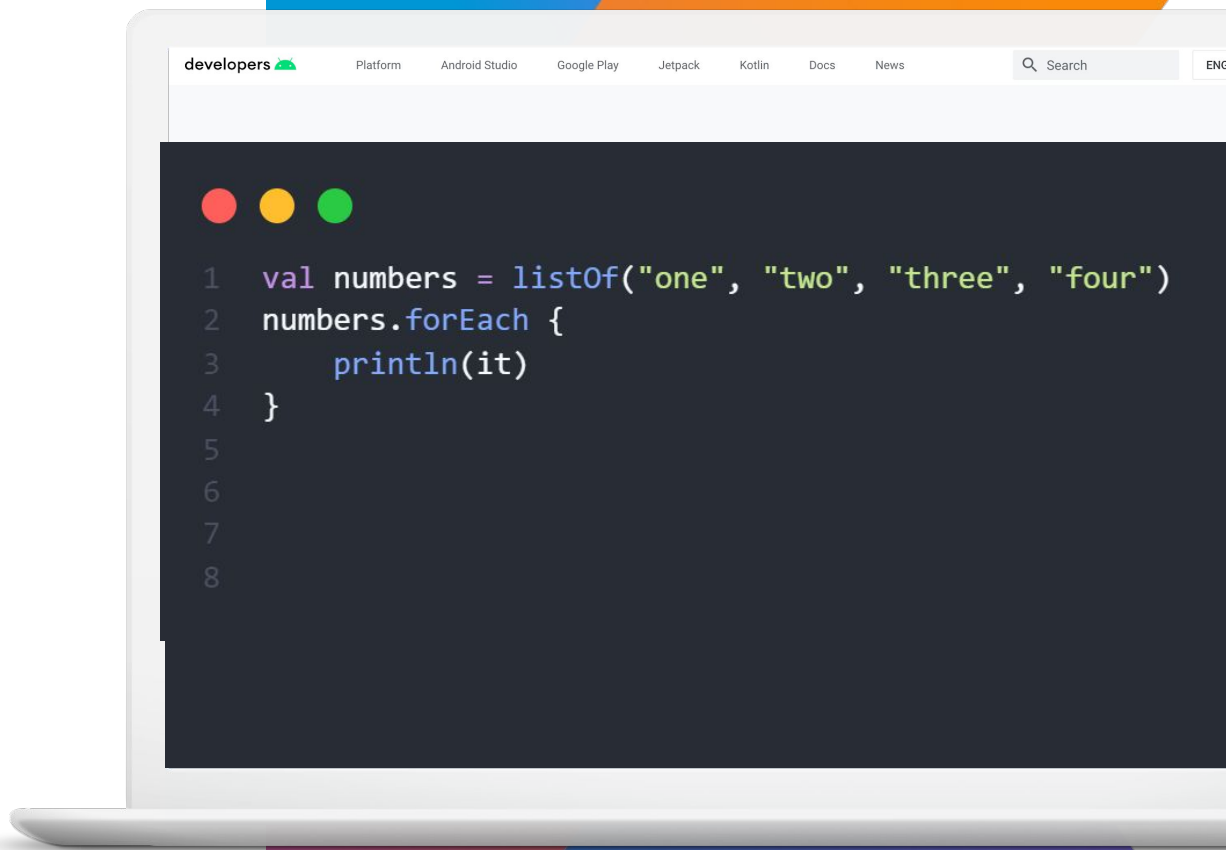 developers Platform Android Studio Google Play Jetpack Kotlin Docs News Search ENG
1 val numbers = listOf("one", "two", "three", "four")
2 numbers.forEach {
3     println(it)
4 }
5
6
7
8